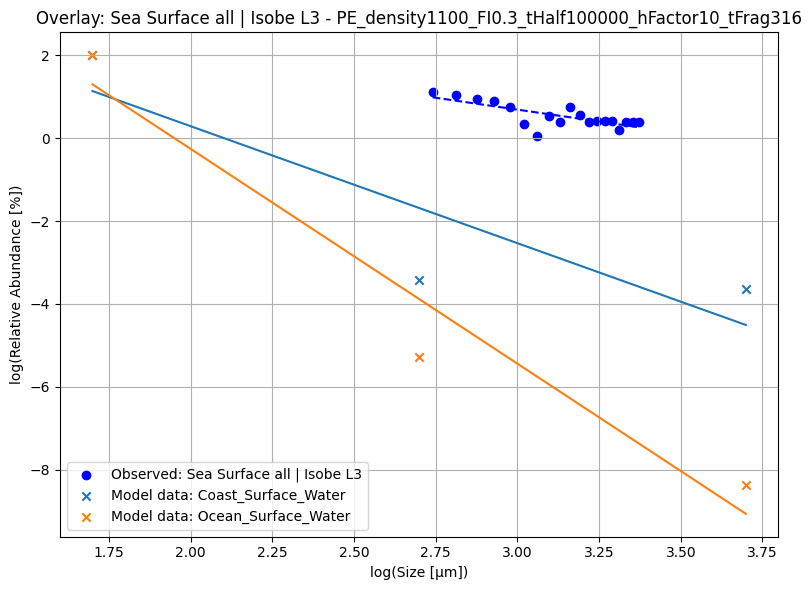 Overlay: Sea Surface all | Isobe L3 - PE_density1100_FI0.3_tHalf100000_hFactor10_tFrag316
2
0
−2
−4
−6
−8
log(Relative Abundance [%])
Observed: Sea Surface all | Isobe L3
Model data: Coast_Surface_Water
Model data: Ocean_Surface_Water
1.75 2.00 2.25 2.50 2.75 3.00 3.25 3.50 3.75
log(Size [μm])